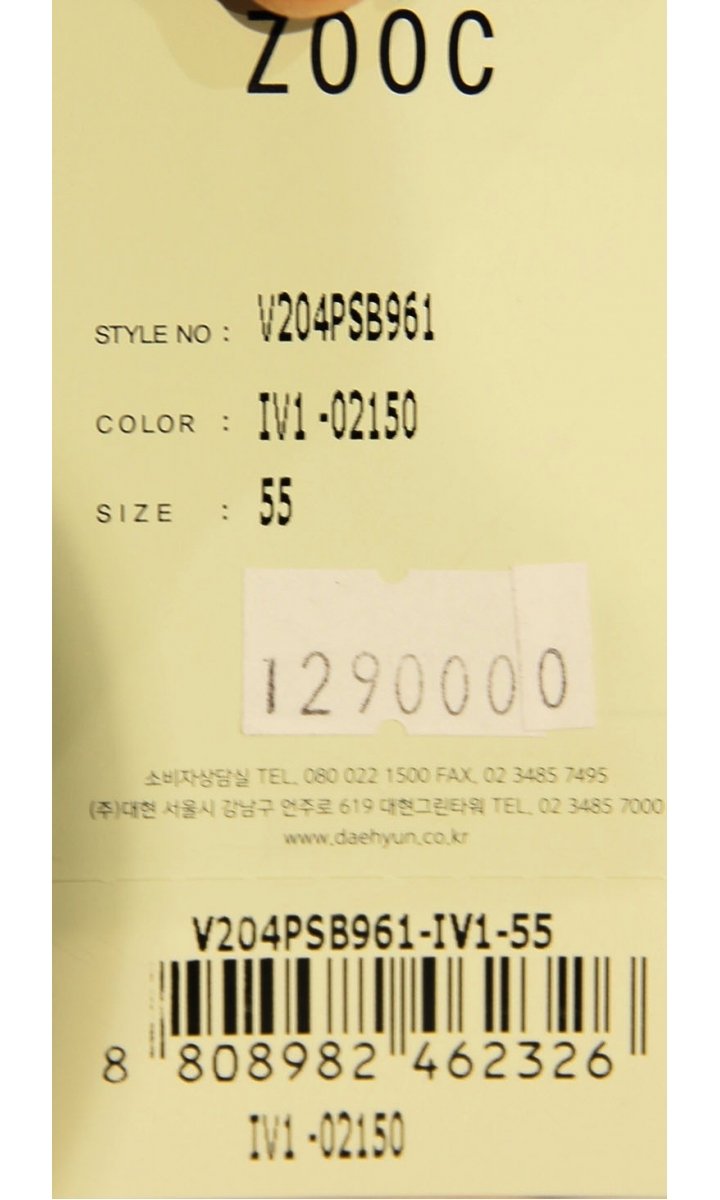 ZOOC
STYLE NO : V204PSB961
COLOR : IV1-02150
SIZE : 55
1290000
소비자상담실 TEL. 080 022 1500 FAX. 02 3485 7495
(주)대현 서울시 강남구 언주로 619 대현그린타워 TEL. 02 3485 7000
www.daehyun.co.kr
V204PSB961-IV1-55
8 808982 462326
IV1-02150